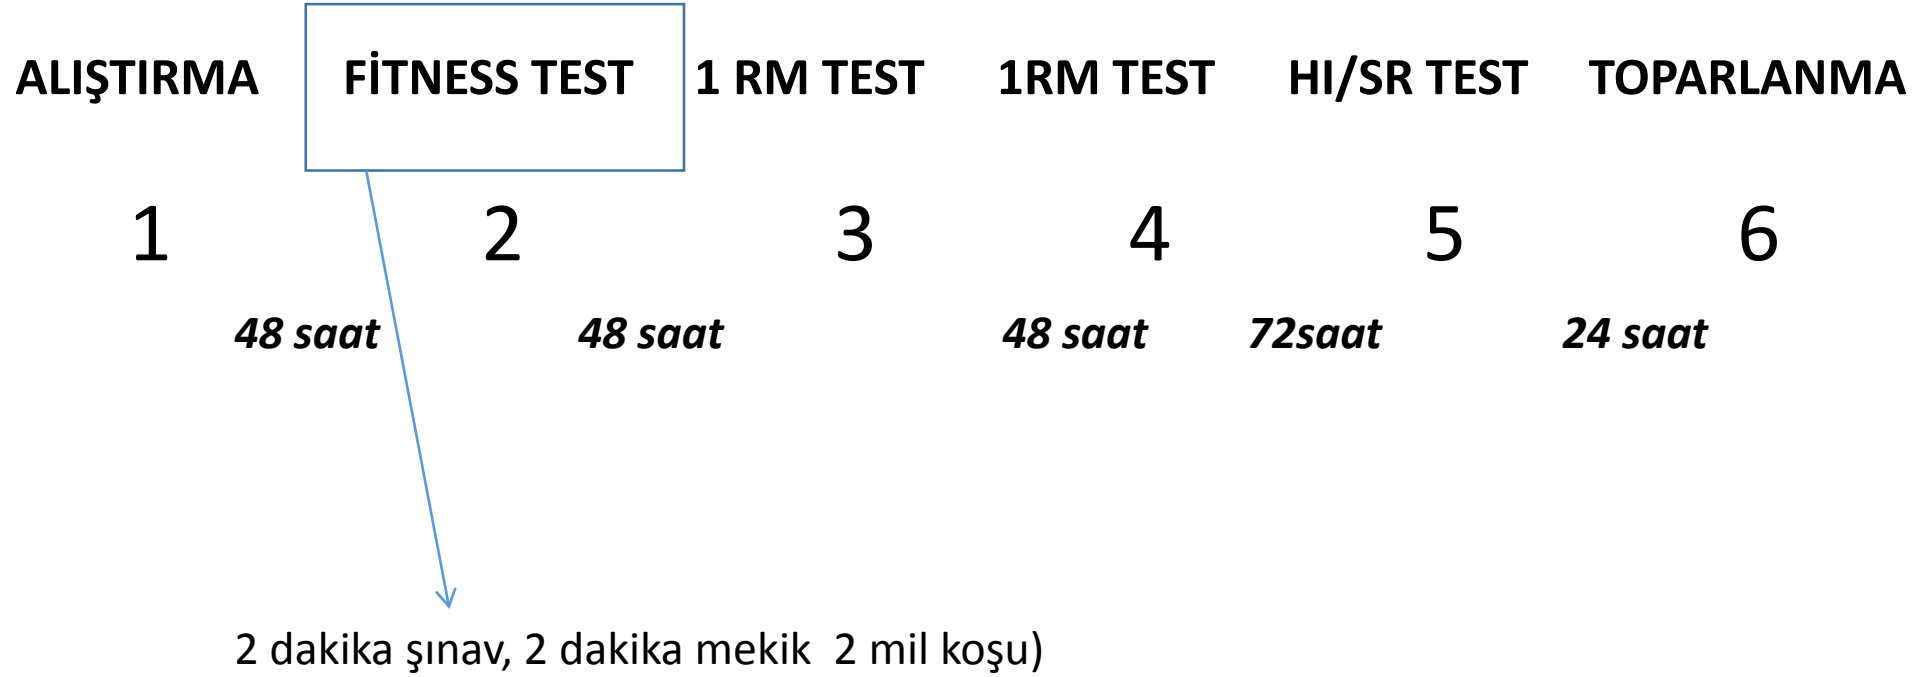 ALIŞTIRMA FİTNESS TEST 1 RM TEST 1RM TEST HI/SR TEST TOPARLANMA
1 2 3 4 5 6
48 saat 48 saat 48 saat 72saat 24 saat
2 dakika şınav, 2 dakika mekik  2 mil koşu)